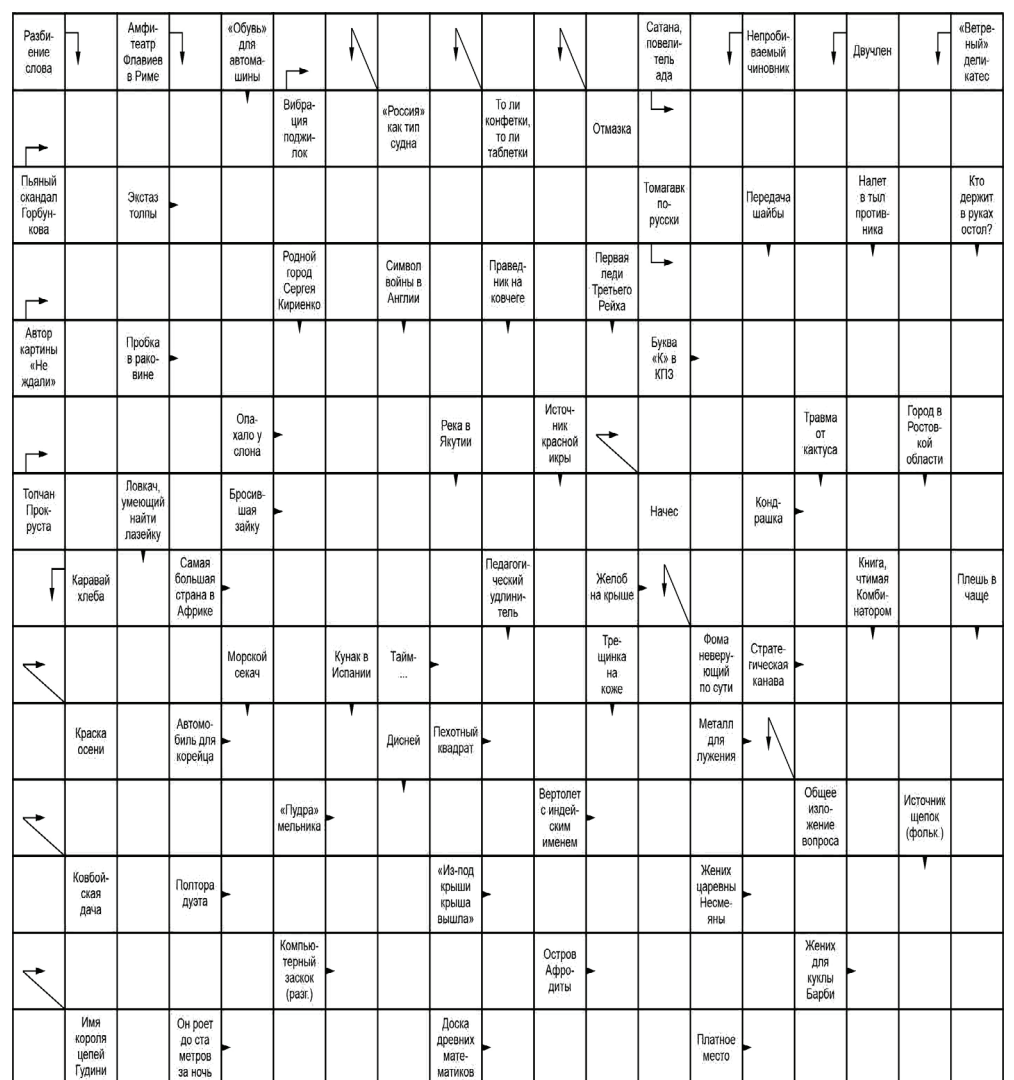 Разби-
ение
слова
Амфи-
театр
Флавиев
в Риме
«Обувь»
для
автома-
шины
Сатана,
повели-
тель
ада
Непроби-
ваемый
чиновник
Двучлен
«Ветре-
ный»
дели-
катес
Вибра-
ция
поджи-
лок
«Россия»
как тип
судна
То ли
конфетки,
то ли
таблетки
Отмазка
Пьяный
скандал
Горбун-
кова
Экстаз
толпы
Томагавк
по-
русски
Передача
шайбы
Налет
в тыл
против-
ника
Кто
держит
в руках
остол?
Родной
город
Сергея
Кириенко
Символ
войны в
Англии
Правед-
ник на
ковчеге
Первая
леди
Третьего
Рейха
Автор
картины
«Не
ждали»
Пробка
в рако-
вине
Буква
«К» в
КПЗ
Опа-
хало у
слона
Река в
Якутии
Источ-
ник
красной
икры
Травма
от
кактуса
Город в
Ростов-
кой
области
Топчан
Прок-
руста
Ловкач,
умеющий
найти
лазейку
Бросив-
шая
зайку
Начес
Конд-
рашка
Каравай
хлеба
Самая
большая
страна в
Африке
Педагоги-
ческий
удлини-
тель
Желоб
на крыше
Книга,
чтимая
Комби-
натором
Плешь в
чаще
Морской
секач
Кунак в
Испании
Тайм-
...
Тре-
щинка
на
коже
Фома
неверу-
ющий
по сути
Страте-
гическая
канава
Краска
осени
Автомо-
биль для
корейца
Дисней
Пехотный
квадрат
Металл
для
лужения
«Пудра»
мельника
Вертолет
с индей-
ским
именем
Общее
изло-
жение
вопроса
Источник
щепок
(фольк.)
Ковбой-
ская
дача
Полтора
дуэта
«Из-под
крыши
крыша
вышла»
Жених
царевны
Несме-
яны
Компью-
терный
заскок
(разг.)
Остров
Афро-
диты
Жених
для
куклы
Барби
Имя
короля
цепей
Гудини
Он роет
до ста
метров
за ночь
Доска
древних
мате-
матиков
Платное
место